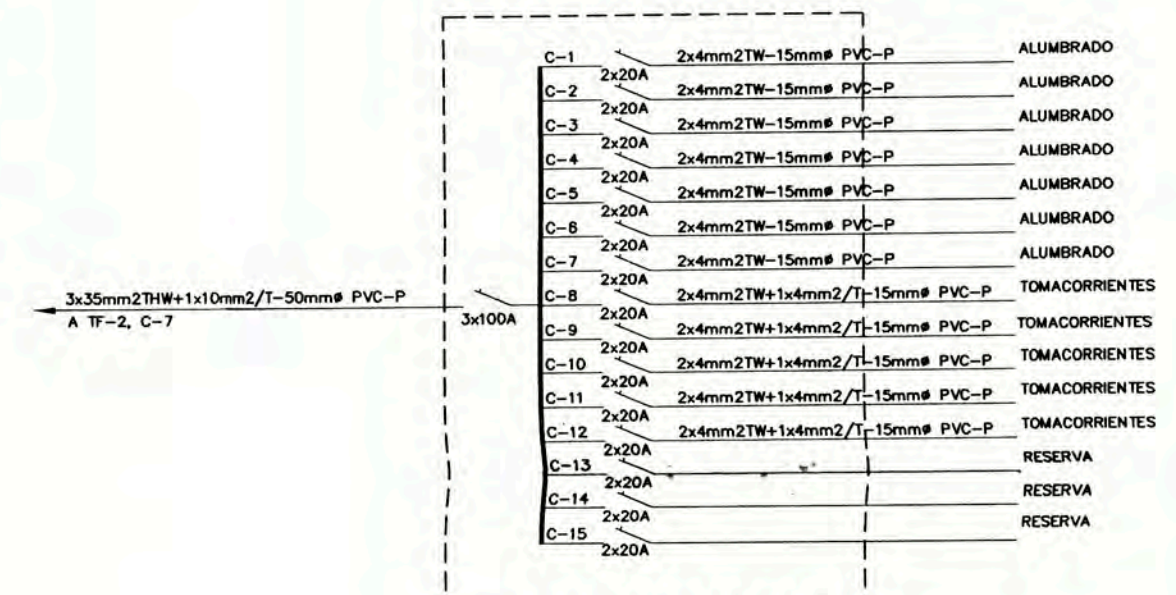 C-1 2x4mm2TW-15mmø PVC-P ALUMBRADO
2x20A
C-2 2x4mm2TW-15mmø PVC-P ALUMBRADO
2x20A
C-3 2x4mm2TW-15mmø PVC-P ALUMBRADO
2x20A
C-4 2x4mm2TW-15mmø PVC-P ALUMBRADO
2x20A
C-5 2x4mm2TW-15mmø PVC-P ALUMBRADO
2x20A
C-6 2x4mm2TW-15mmø PVC-P ALUMBRADO
2x20A
C-7 2x4mm2TW-15mmø PVC-P ALUMBRADO
2x20A
3x35mm2THW+1x10mm2/T-50mmø PVC-P
A TF-2, C-7
3x100A
C-8 2x4mm2TW+1x4mm2/T-15mmø PVC-P TOMACORRIENTES
2x20A
C-9 2x4mm2TW+1x4mm2/T-15mmø PVC-P TOMACORRIENTES
2x20A
C-10 2x4mm2TW+1x4mm2/T-15mmø PVC-P TOMACORRIENTES
2x20A
C-11 2x4mm2TW+1x4mm2/T-15mmø PVC-P TOMACORRIENTES
2x20A
C-12 2x4mm2TW+1x4mm2/T-15mmø PVC-P TOMACORRIENTES
2x20A
C-13 RESERVA
2x20A
C-14 RESERVA
2x20A
C-15 RESERVA
2x20A